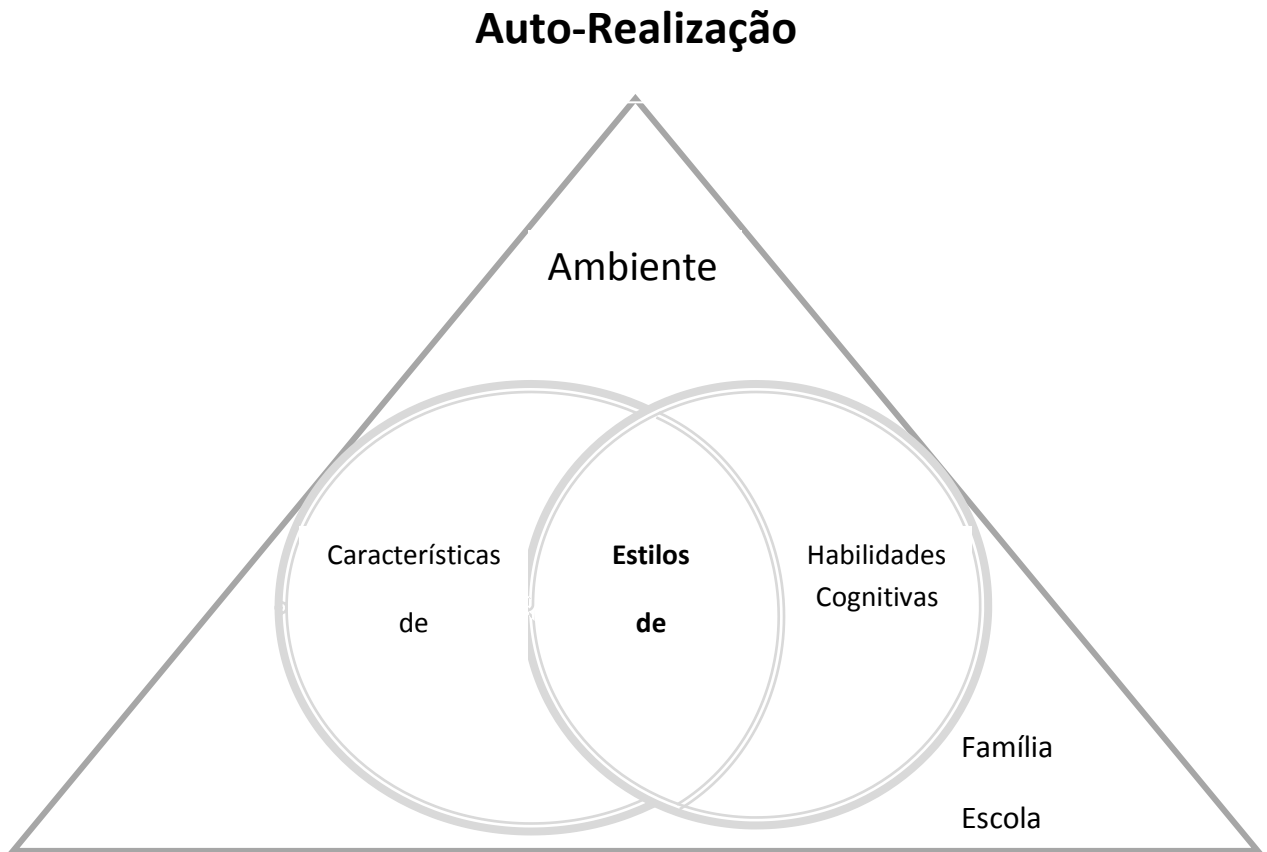 Auto-Realização
Ambiente
Características
de
Estilos
de
Habilidades
Cognitivas
Família
Escola